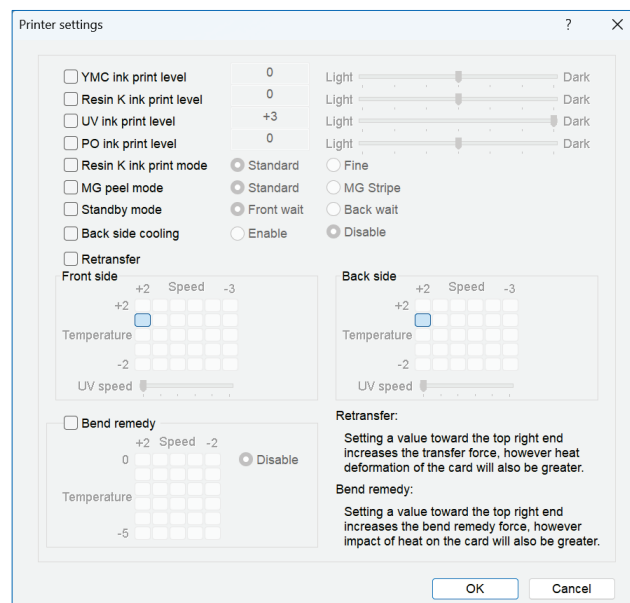 Printer settings ? X
YMC ink print level 0 Light Dark
Resin K ink print level 0 Light Dark
UV ink print level +3 Light Dark
PO ink print level 0 Light Dark
Resin K ink print mode Standard Fine
MG peel mode Standard MG Stripe
Standby mode Front wait Back wait
Back side cooling Enable Disable
Retransfer
Front side
+2 Speed -3
+2
Temperature
-2
UV speed
Back side
+2 Speed -3
+2
Temperature
-2
UV speed
Bend remedy
+2 Speed -2
0 Disable
Temperature
-5
Retransfer:
Setting a value toward the top right end
increases the transfer force, however heat
deformation of the card will also be greater.
Bend remedy:
Setting a value toward the top right end
increases the bend remedy force, however
impact of heat on the card will also be greater.
OK Cancel